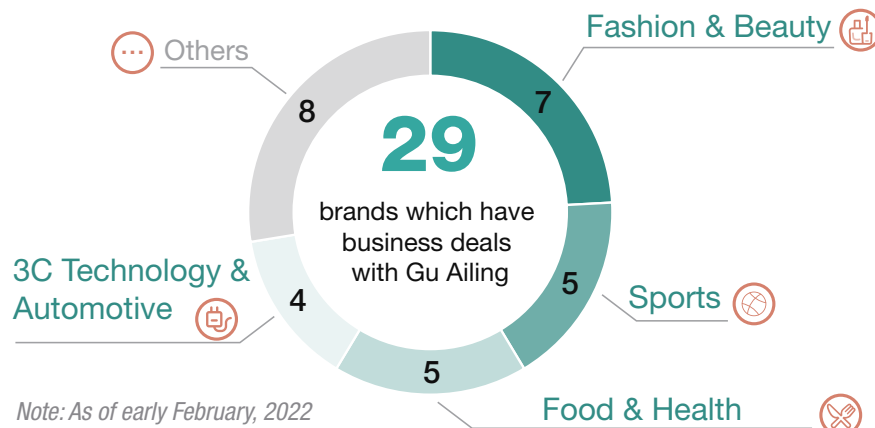 Fashion & Beauty
Others
7
8
29
brands which have
business deals
with Gu Ailing
3C Technology &
Automotive
4
5
Sports
5
Food & Health
Note: As of early February, 2022